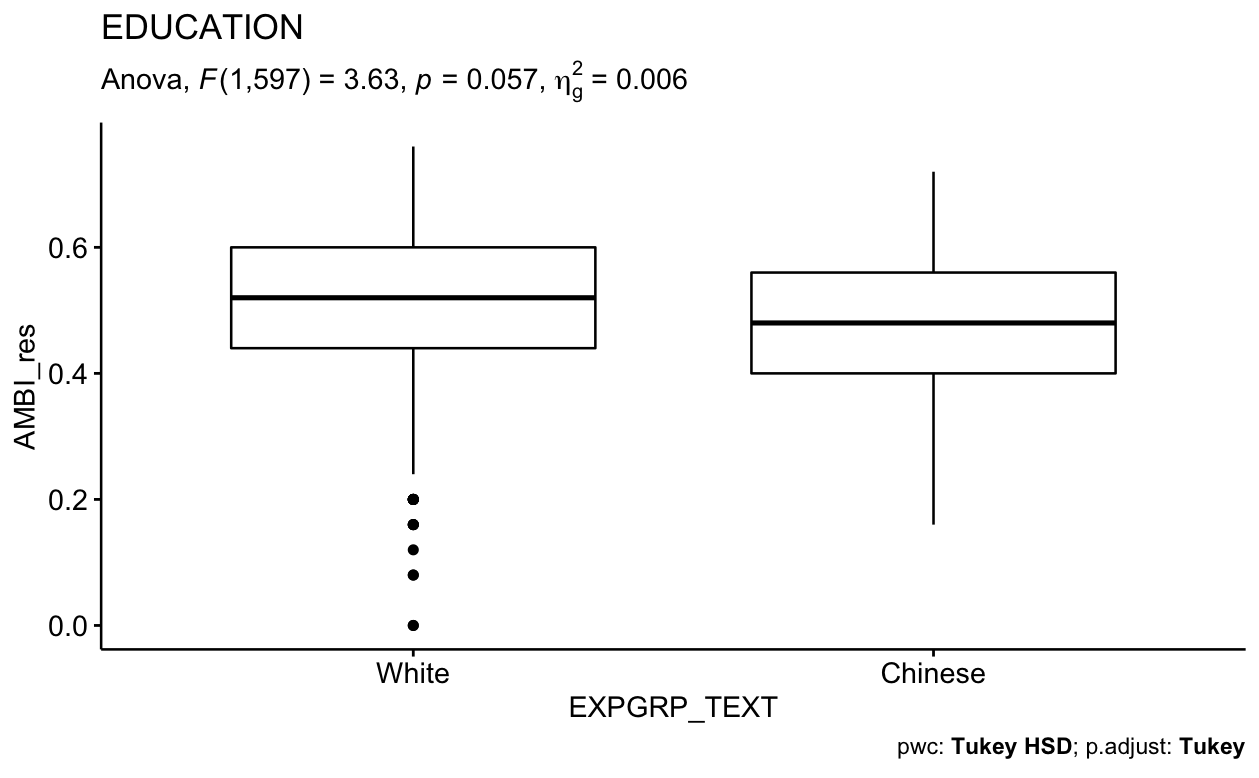 EDUCATION
Anova, F(1,597) = 3.63, p = 0.057, η²g = 0.006
AMBI_res
0.6
0.4
0.2
0.0
White
Chinese
EXPGRP_TEXT
pwc: Tukey HSD; p.adjust: Tukey